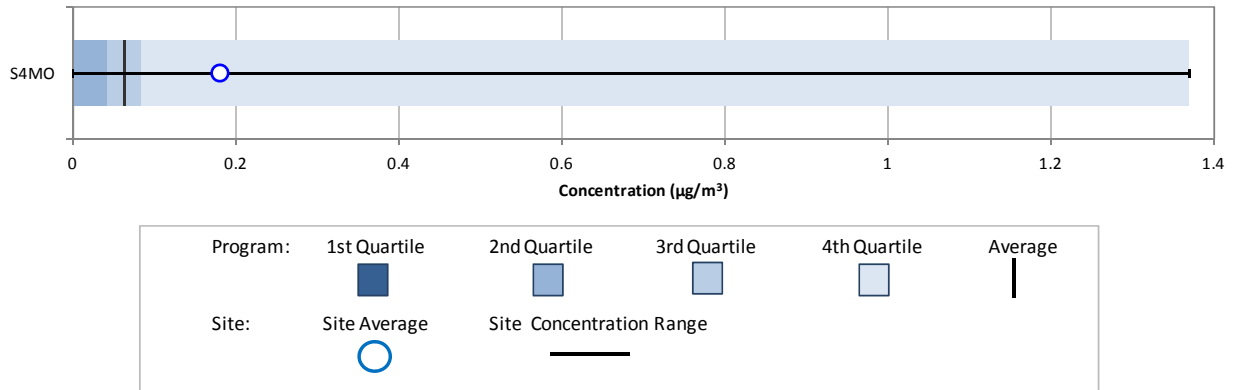 S4MO
0 0.2 0.4 0.6 0.8 1 1.2 1.4
Concentration (µg/m³)
Program: 1st Quartile 2nd Quartile 3rd Quartile 4th Quartile Average
Site: Site Average Site Concentration Range